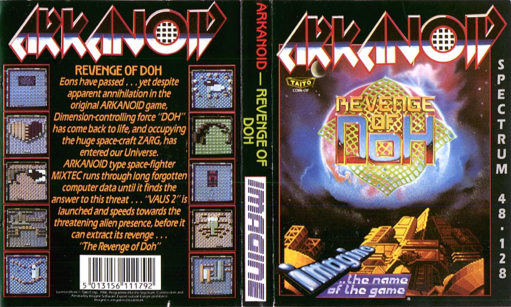 ARKANOID
REVENGE OF DOH
Eons have passed . . . yet despite
apparent annihilation in the
original ARKANOID game,
Dimension-controlling force "DOH"
has come back to life, and occupying
the huge space-craft ZARG, has
entered our Universe.
ARKANOID type space-fighter
MIXTEC runs through long forgotten
computer data until it finds the
answer to this threat . . . "VAUS 2" is
launched and speeds towards the
threatening alien presence, before it
can extract its revenge . . .
"The Revenge of Doh"
5 013156 111792
ARKANOID — REVENGE OF
DOH
IMAGINE
ARKANOID
TAITO
COIN-OP
REVENGE
OF
DOH
Imagine
...the name
of the game
SPECTRUM 48·128